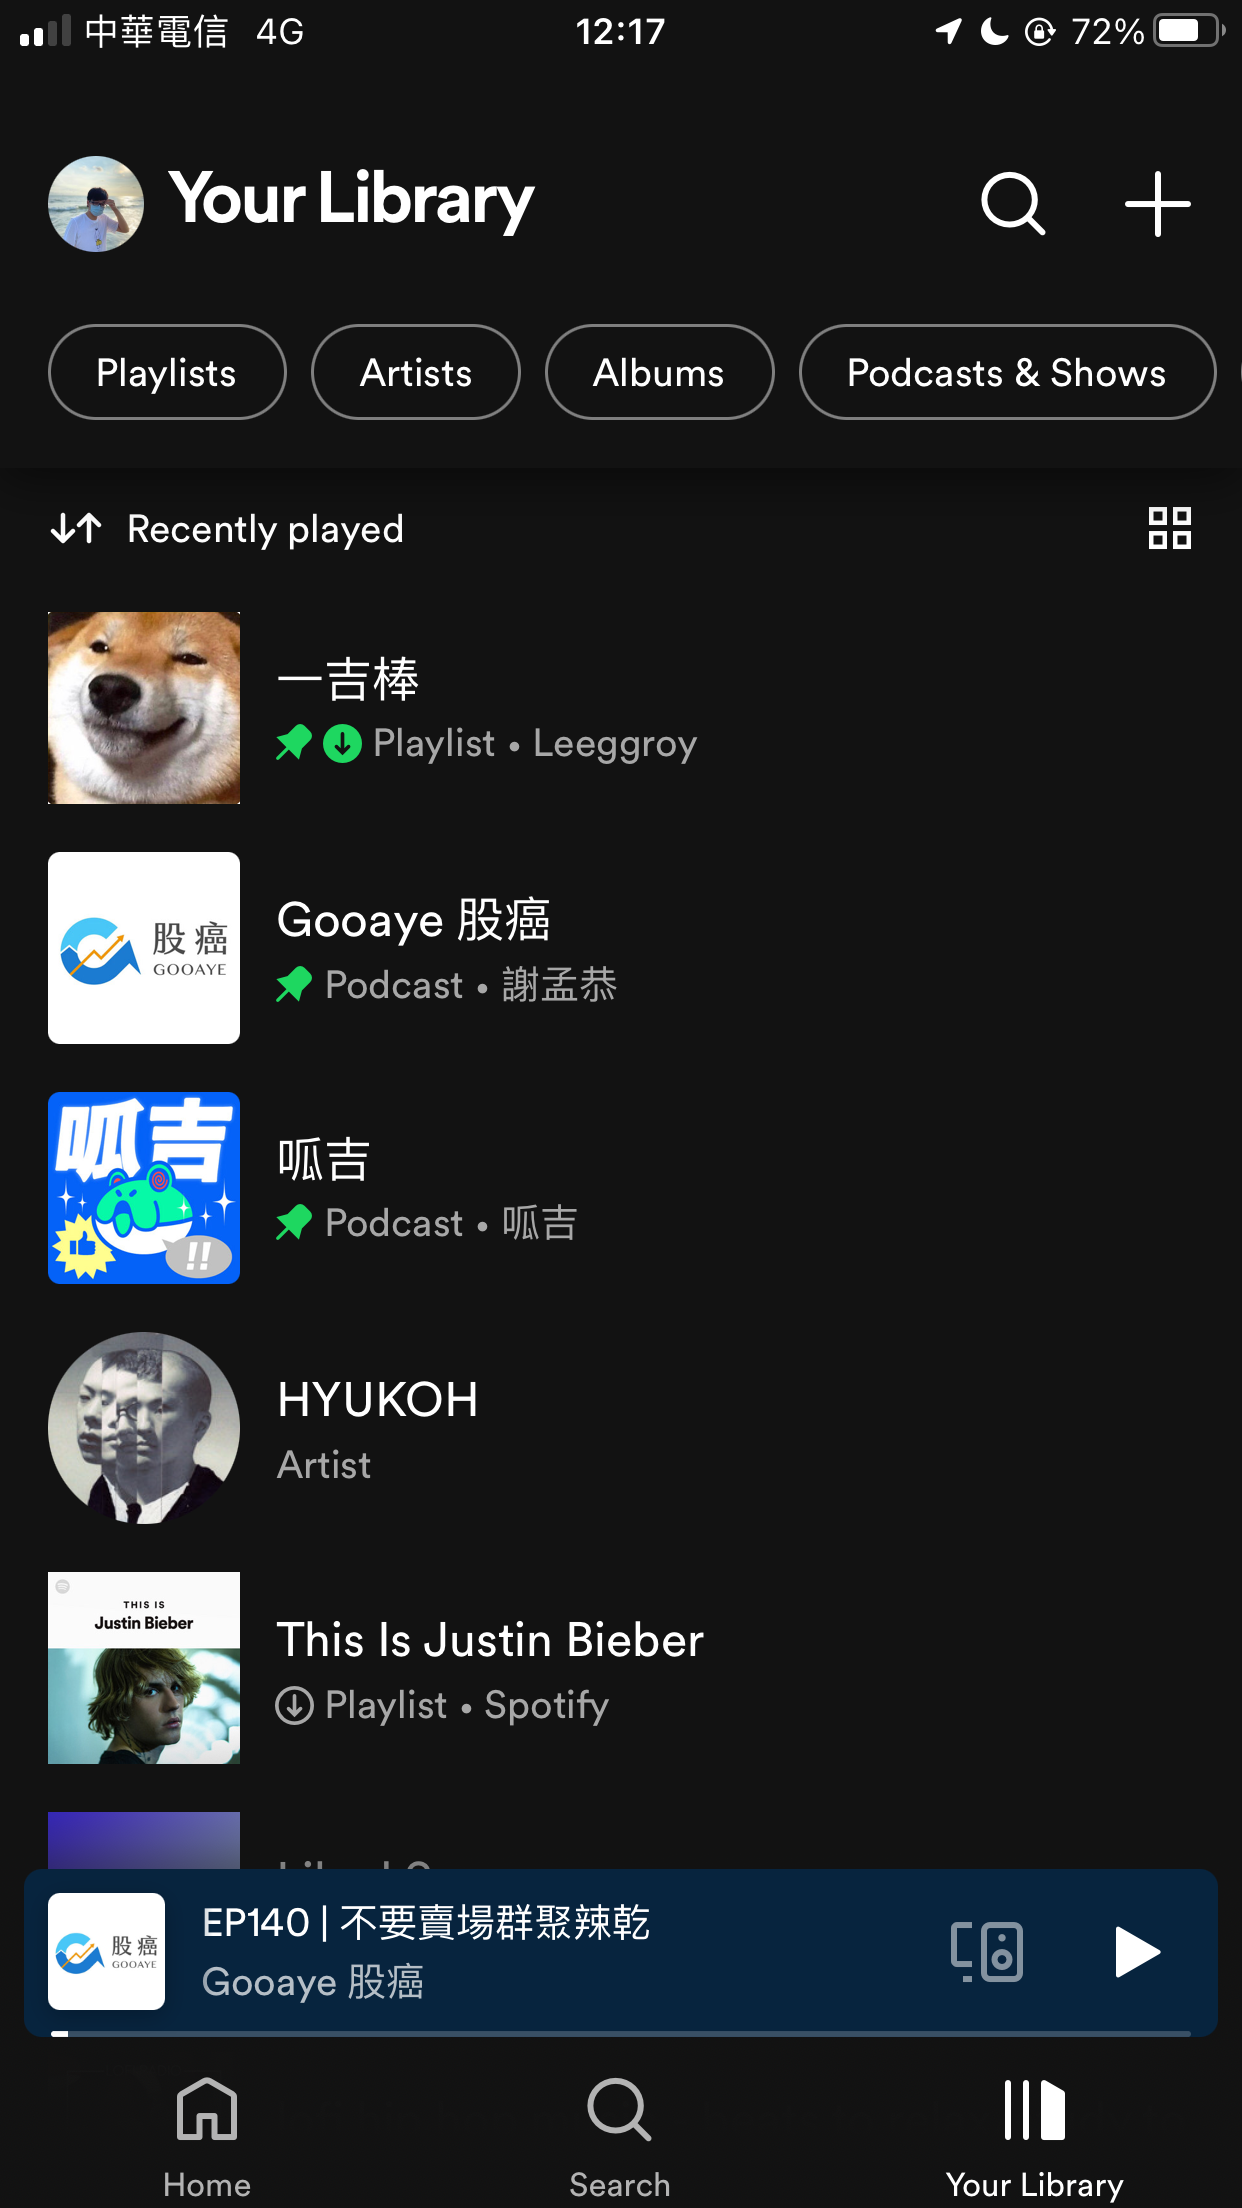 中華電信 4G 12:17 72%
Your Library
Playlists Artists Albums Podcasts & Shows
Recently played
一吉棒
Playlist • Leeggroy
股癌
GOOAYE
Gooaye 股癌
Podcast • 謝孟恭
呱吉
!!
呱吉
Podcast • 呱吉
HYUKOH
Artist
THIS IS
Justin Bieber
This Is Justin Bieber
Playlist • Spotify
股癌
GOOAYE
EP140 | 不要賣場群聚辣乾
Gooaye 股癌
Home Search Your Library